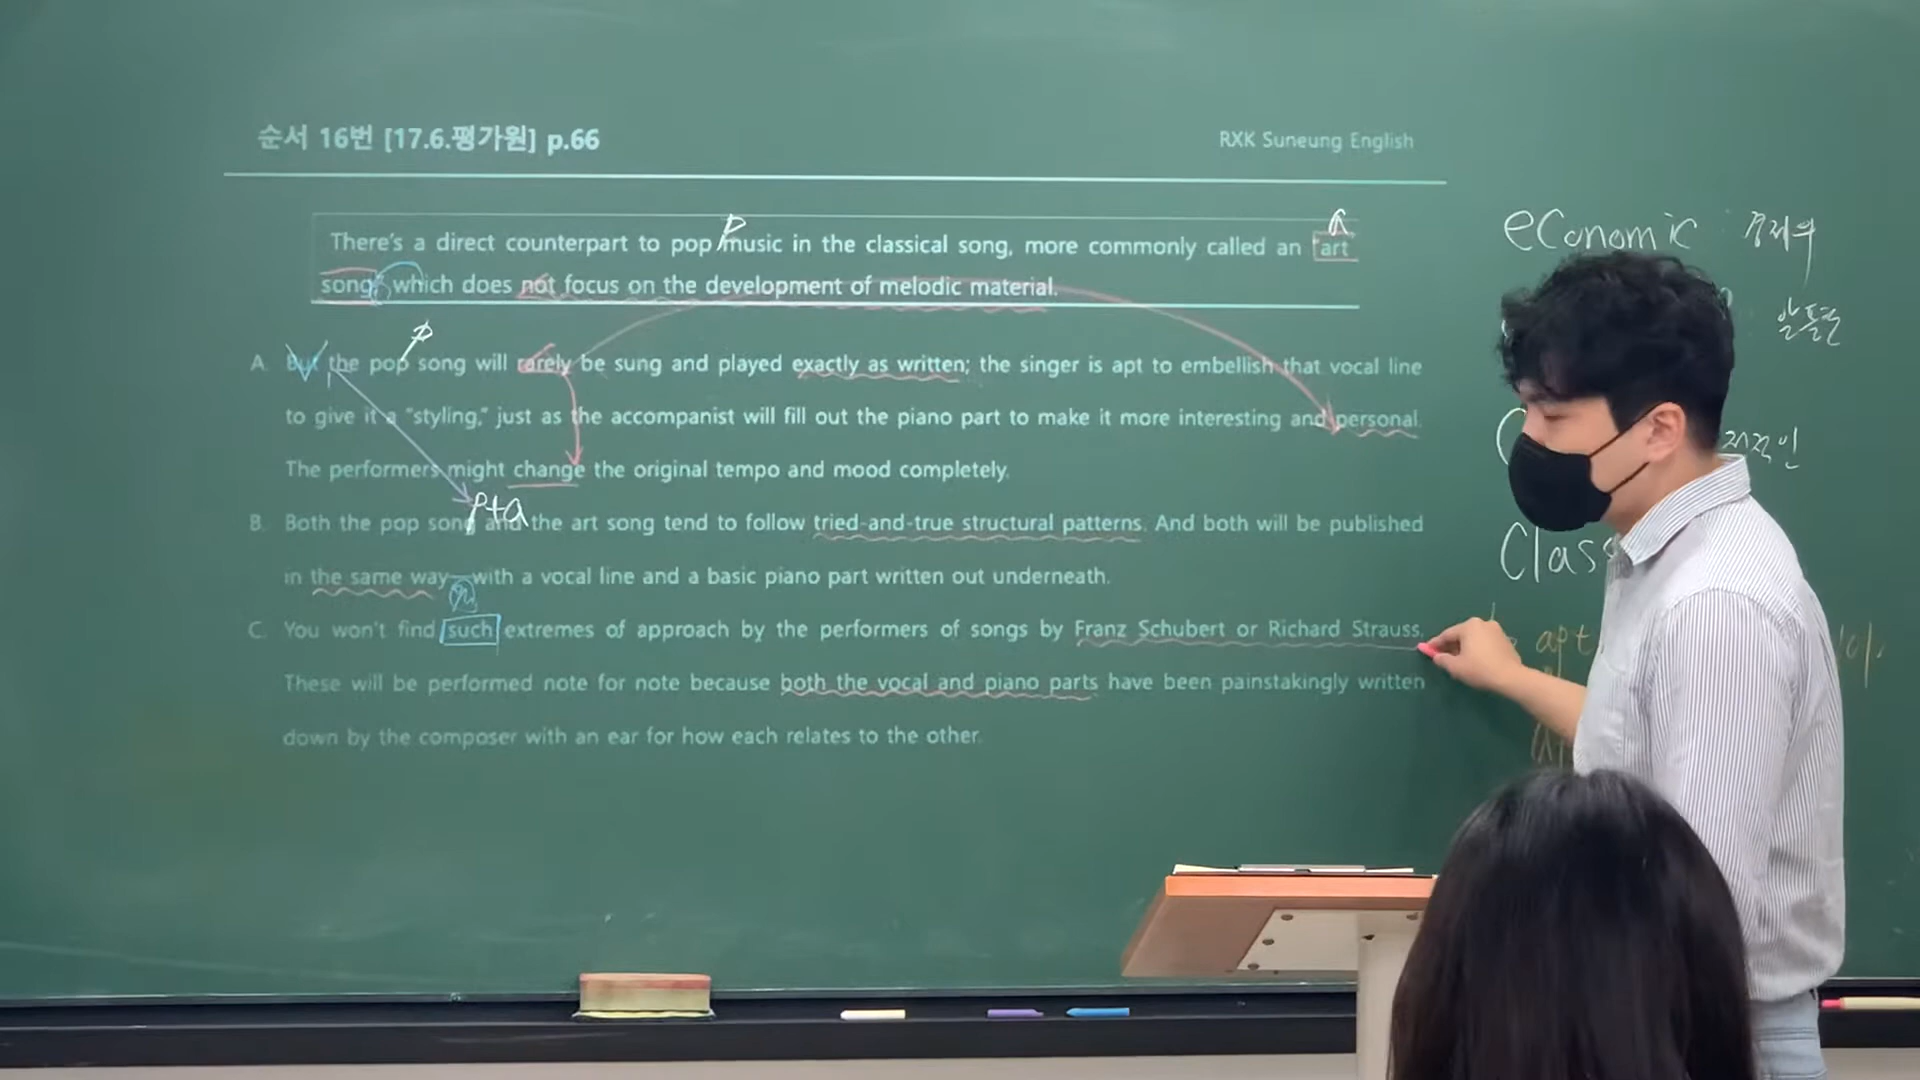 순서 16번 [17.6.평가원] p.66
RXK Suneung English
P
a
There's a direct counterpart to pop music in the classical song, more commonly called an "art
song," which does not focus on the development of melodic material.
P
A. But the pop song will rarely be sung and played exactly as written; the singer is apt to embellish that vocal line
to give it a "styling," just as the accompanist will fill out the piano part to make it more interesting and personal.
The performers might change the original tempo and mood completely.
P+a
B. Both the pop song and the art song tend to follow tried-and-true structural patterns. And both will be published
in the same way—with a vocal line and a basic piano part written out underneath.
C. You won't find such extremes of approach by the performers of songs by Franz Schubert or Richard Strauss.
These will be performed note for note because both the vocal and piano parts have been painstakingly written
down by the composer with an ear for how each relates to the other.
economic 경제의
알뜰한
Clas
apt